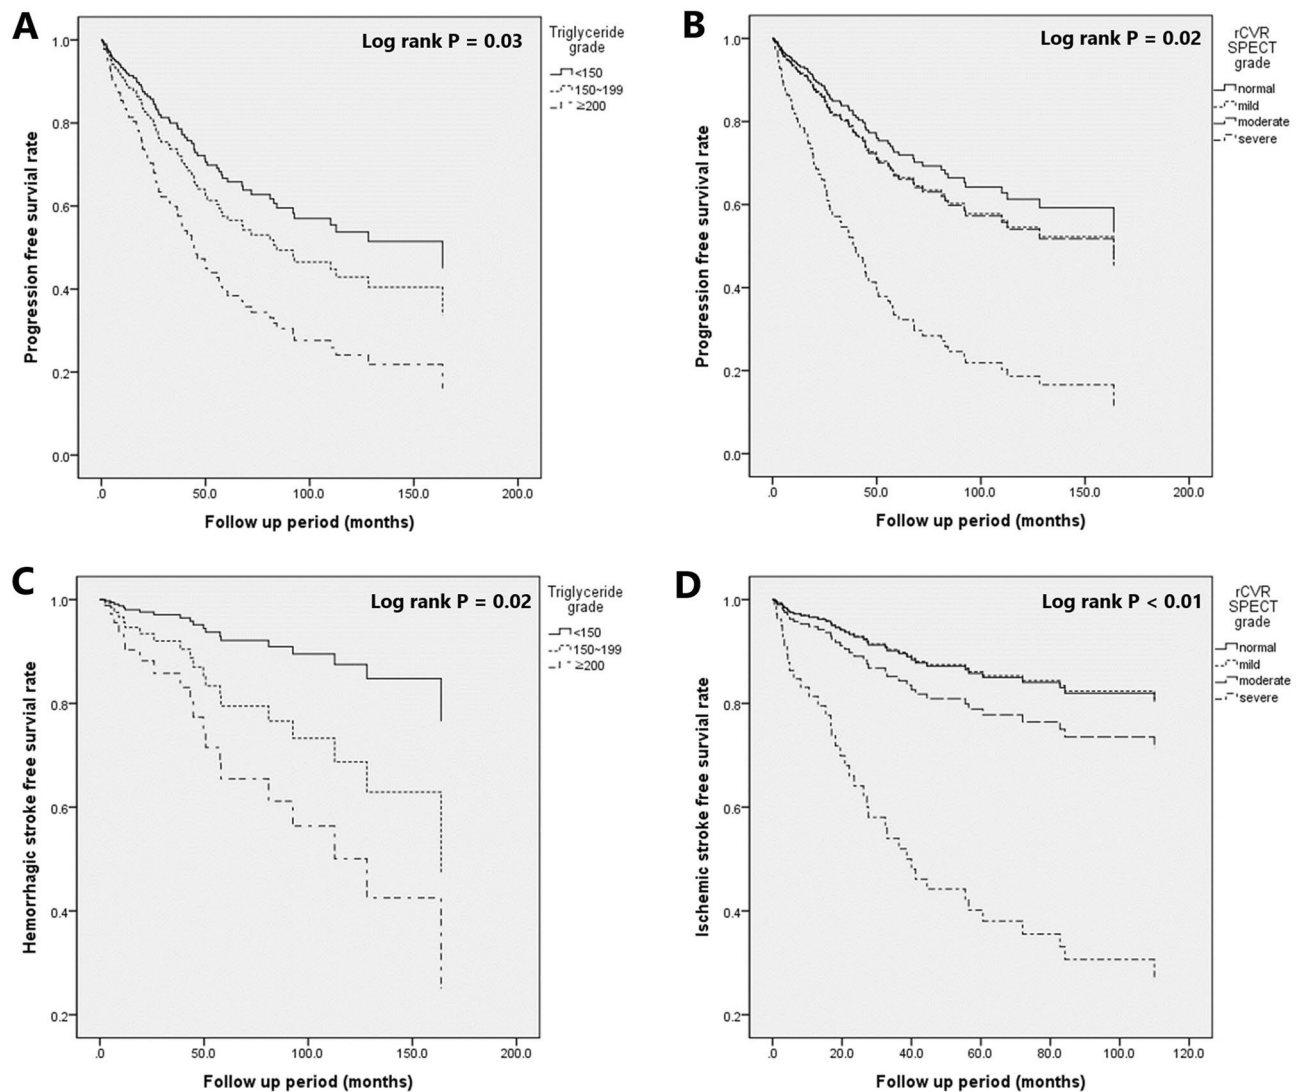 A
Log rank P = 0.03
Triglyceride
grade
<150
150~199
≥200
Progression free survial rate
1.0
0.8
0.6
0.4
0.2
0.0
.0 50.0 100.0 150.0 200.0
Follow up period (months)
B
Log rank P = 0.02
rCVR
SPECT
grade
normal
mild
moderate
severe
Progression free survival rate
1.0
0.8
0.6
0.4
0.2
0.0
.0 50.0 100.0 150.0 200.0
Follow up period (months)
C
Log rank P = 0.02
Triglyceride
grade
<150
150~199
≥200
Hemorrhagic stroke free survial rate
1.0
0.8
0.6
0.4
0.2
.0 50.0 100.0 150.0 200.0
Follow up period (months)
D
Log rank P < 0.01
rCVR
SPECT
grade
normal
mild
moderate
severe
Ischemic stroke free survial rate
1.0
0.8
0.6
0.4
0.2
.0 20.0 40.0 60.0 80.0 100.0 120.0
Follow up period (months)